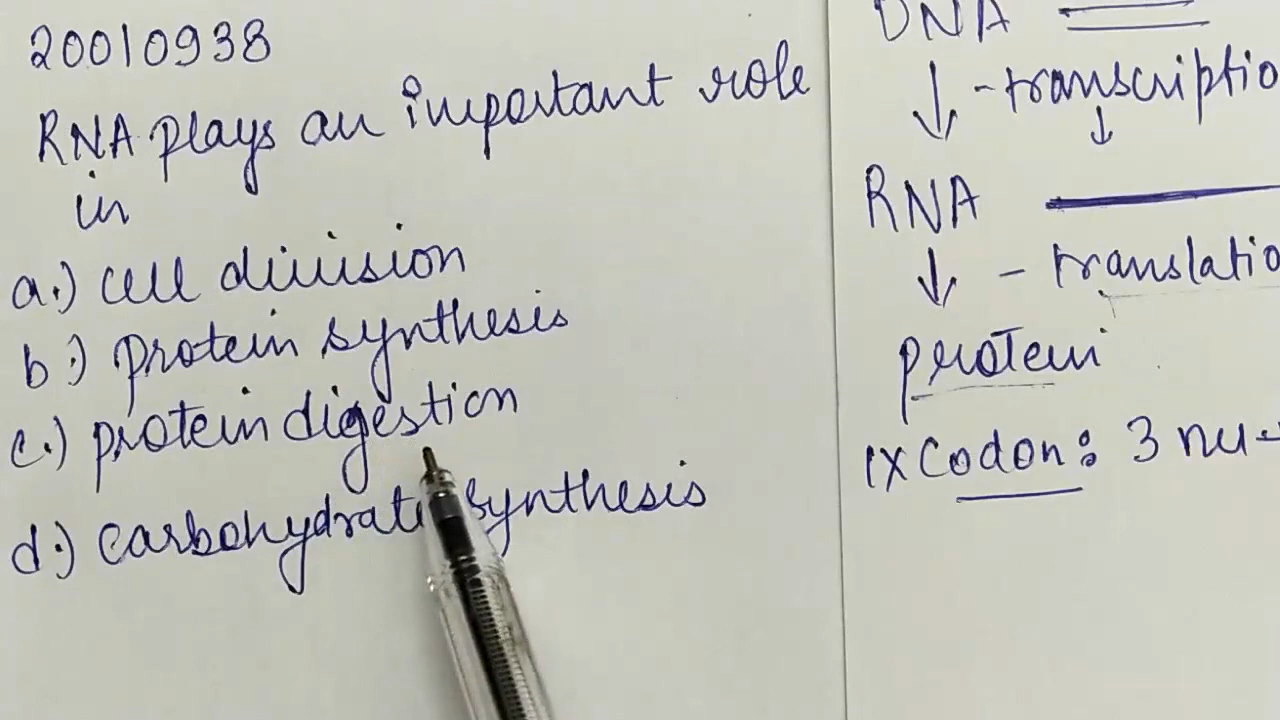 20010938
RNA plays an important role
in
a.) cell division
b.) protein synthesis
c.) protein digestion
d.) carbohydrate synthesis
DNA
↓ - transcriptio
↓
RNA
↓ - translatio
protein
1x Codon: 3 nu-